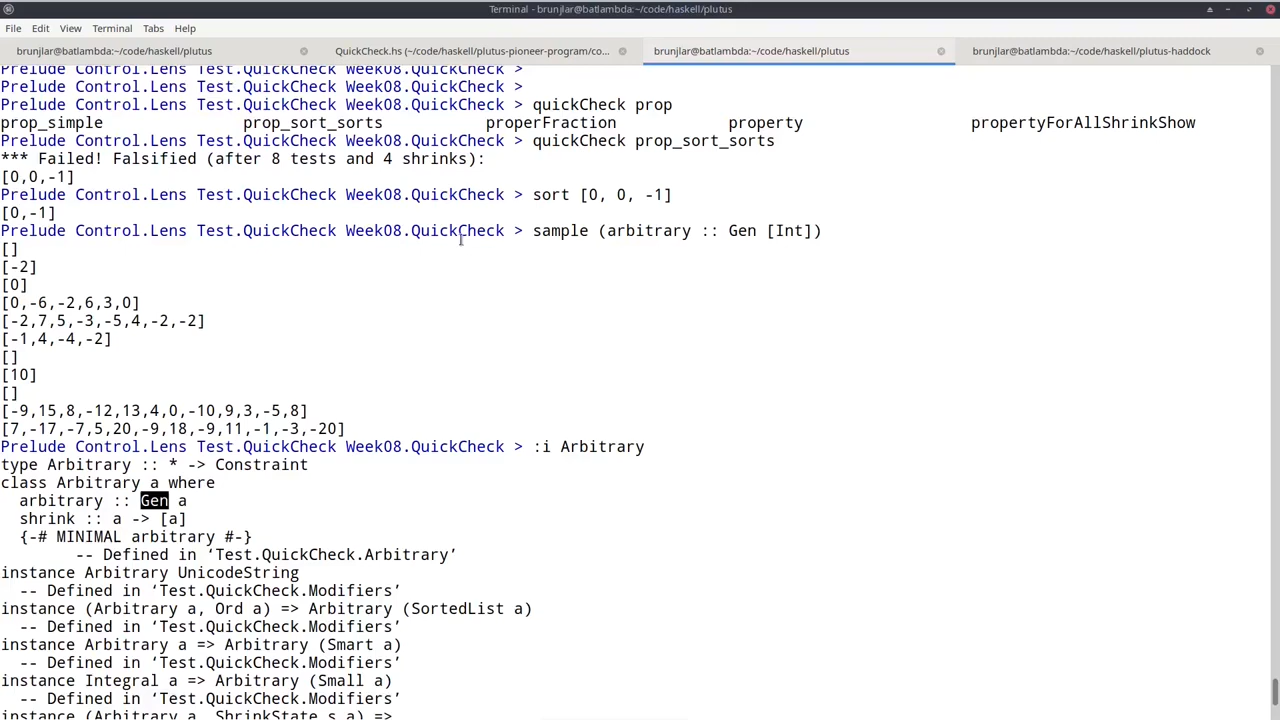 Terminal - brunjlar@batlambda:~/code/haskell/plutus
File Edit View Terminal Tabs Help
brunjlar@batlambda:~/code/haskell/plutus QuickCheck.hs (~/code/haskell/plutus-pioneer-program/co... brunjlar@batlambda:~/code/haskell/plutus brunjlar@batlambda:~/code/haskell/plutus-haddock
Prelude Control.Lens Test.QuickCheck Week08.QuickCheck >
Prelude Control.Lens Test.QuickCheck Week08.QuickCheck >
Prelude Control.Lens Test.QuickCheck Week08.QuickCheck > quickCheck prop
prop_simple prop_sort_sorts properFraction property propertyForAllShrinkShow
Prelude Control.Lens Test.QuickCheck Week08.QuickCheck > quickCheck prop_sort_sorts
*** Failed! Falsified (after 8 tests and 4 shrinks):
[0,0,-1]
Prelude Control.Lens Test.QuickCheck Week08.QuickCheck > sort [0, 0, -1]
[0,-1]
Prelude Control.Lens Test.QuickCheck Week08.QuickCheck > sample (arbitrary :: Gen [Int])
[]
[-2]
[0]
[0,-6,-2,6,3,0]
[-2,7,5,-3,-5,4,-2,-2]
[-1,4,-4,-2]
[]
[10]
[]
[-9,15,8,-12,13,4,0,-10,9,3,-5,8]
[7,-17,-7,5,20,-9,18,-9,11,-1,-3,-20]
Prelude Control.Lens Test.QuickCheck Week08.QuickCheck > :i Arbitrary
type Arbitrary :: * -> Constraint
class Arbitrary a where
  arbitrary :: Gen a
  shrink :: a -> [a]
  {-# MINIMAL arbitrary #-}
        -- Defined in ‘Test.QuickCheck.Arbitrary’
instance Arbitrary UnicodeString
  -- Defined in ‘Test.QuickCheck.Modifiers’
instance (Arbitrary a, Ord a) => Arbitrary (SortedList a)
  -- Defined in ‘Test.QuickCheck.Modifiers’
instance Arbitrary a => Arbitrary (Smart a)
  -- Defined in ‘Test.QuickCheck.Modifiers’
instance Integral a => Arbitrary (Small a)
  -- Defined in ‘Test.QuickCheck.Modifiers’
instance (Arbitrary a, ShrinkState s a) =>